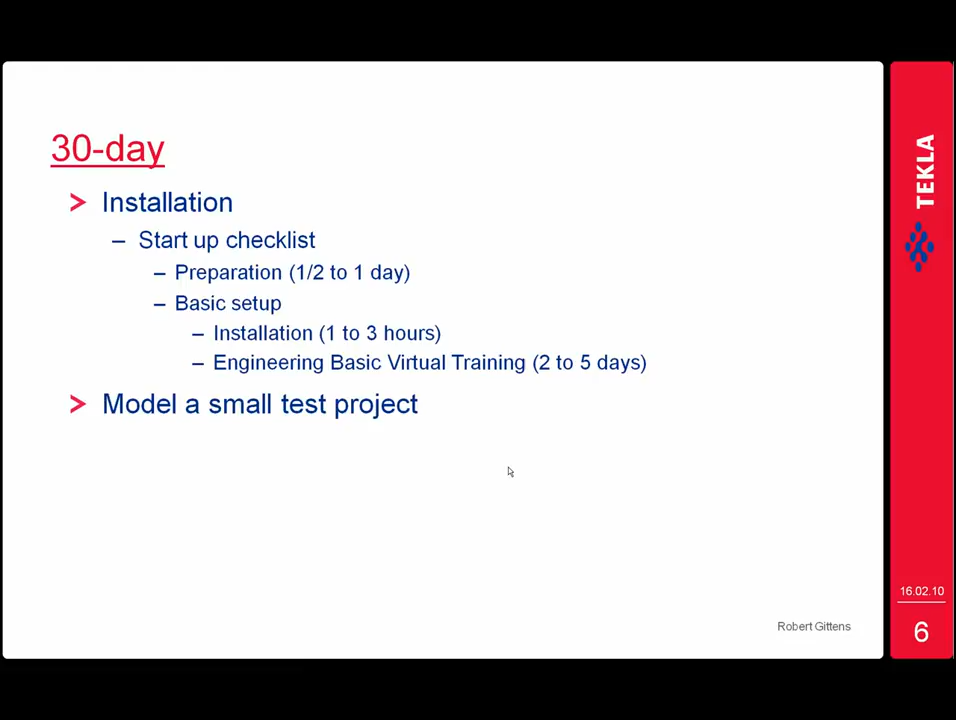 30-day
> Installation
– Start up checklist
– Preparation (1/2 to 1 day)
– Basic setup
– Installation (1 to 3 hours)
– Engineering Basic Virtual Training (2 to 5 days)
> Model a small test project
Robert Gittens
TEKLA
16.02.10
6